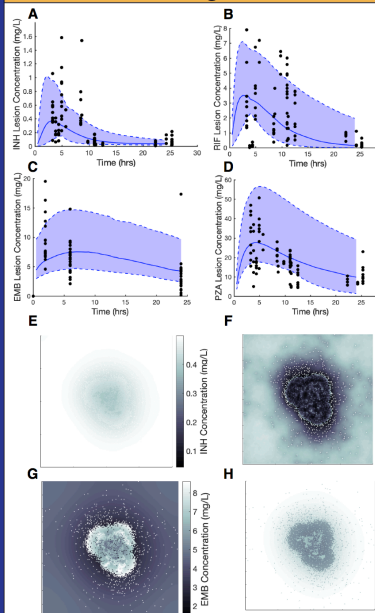 A
B
INH Lesion Concentration (mg/L)
1.6
1.4
1.2
1
0.8
0.6
0.4
0.2
0
0 5 10 15 20 25 30
Time (hrs)
RIF Lesion Concentration (mg/L)
8
7
6
5
4
3
2
1
0
0 5 10 15 20 25
Time (hrs)
C
D
EMB Lesion Concentration (mg/L)
20
15
10
5
0
0 5 10 15 20 25
Time (hrs)
PZA Lesion Concentration (mg/L)
60
50
40
30
20
10
0
0 5 10 15 20 25
Time (hrs)
E
F
0.4
0.3
0.2
0.1
INH Concentration (mg/L)
G
H
8
7
6
5
4
3
2
EMB Concentration (mg/L)